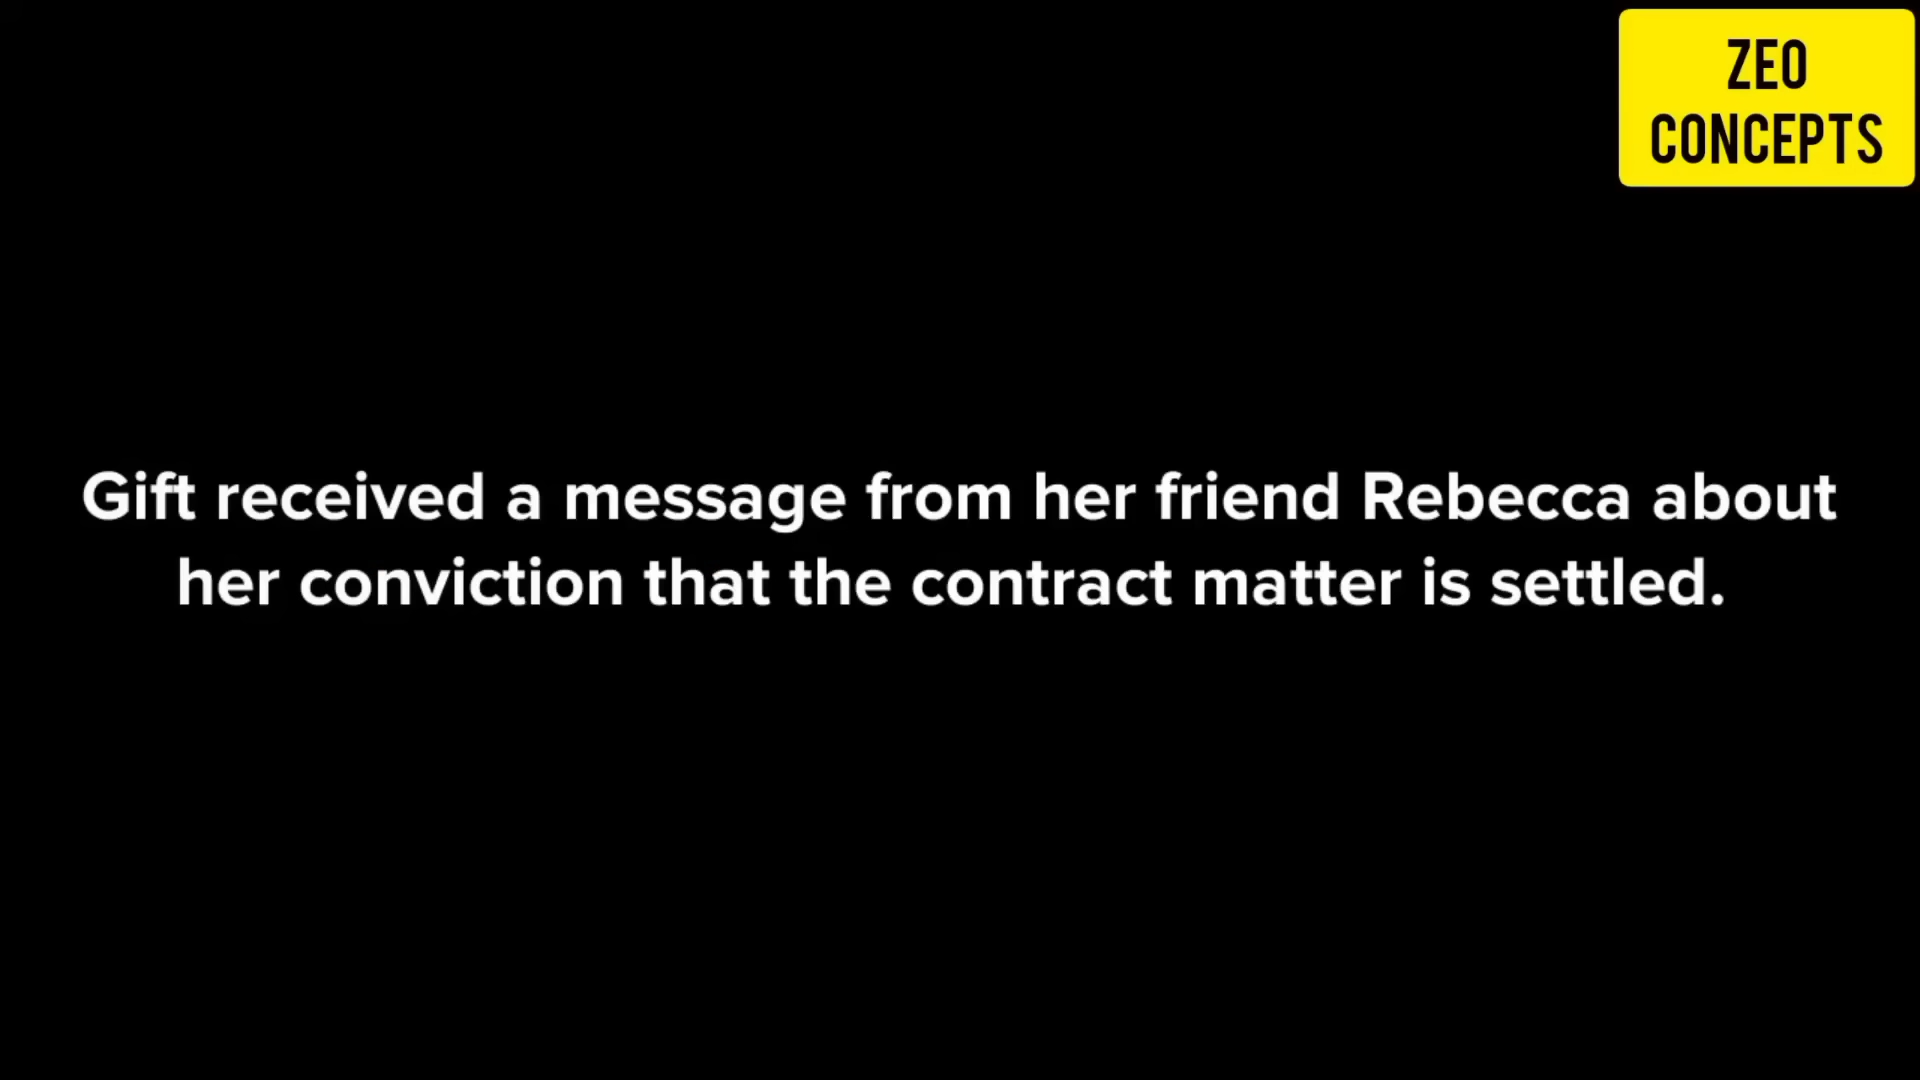 ZEO
CONCEPTS
Gift received a message from her friend Rebecca about
her conviction that the contract matter is settled.